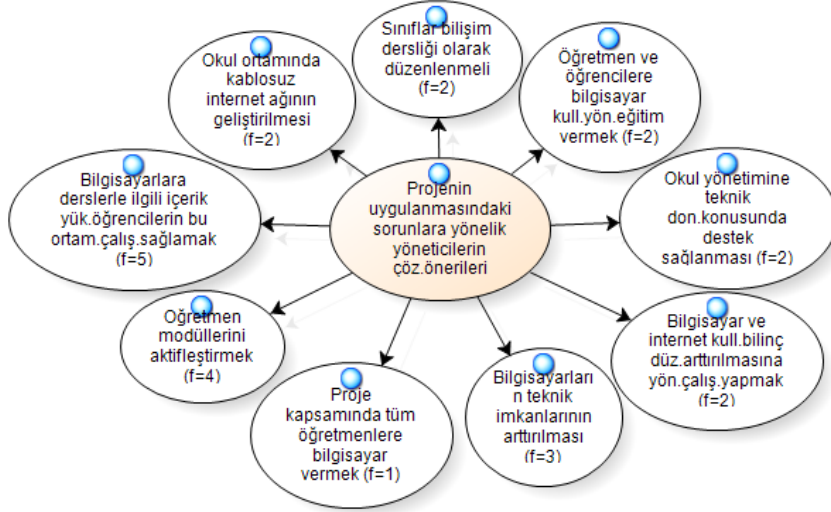 Sınıflar bilişim
dersliği olarak
düzenlenmeli
(f=2)
Okul ortamında
kablosuz
internet ağının
geliştirilmesi
(f=2)
Öğretmen ve
öğrencilere
bilgisayar
kull.yön.eğitim
vermek (f=2)
Bilgisayarlara
derslerle ilgili içerik
yük.öğrencilerin bu
ortam.çalış.sağlamak
(f=5)
Projenin
uygulanmasındaki
sorunlara yönelik
yöneticilerin
çöz.önerileri
Okul yönetimine
teknik
don.konusunda
destek
sağlanması (f=2)
Öğretmen
modüllerini
aktifleştirmek
(f=4)
Proje
kapsamında tüm
öğretmenlere
bilgisayar
vermek (f=1)
Bilgisayarları
n teknik
imkanlarının
arttırılması
(f=3)
Bilgisayar ve
internet kull.bilinç
düz.arttırılmasına
yön.çalış.yapmak
(f=2)